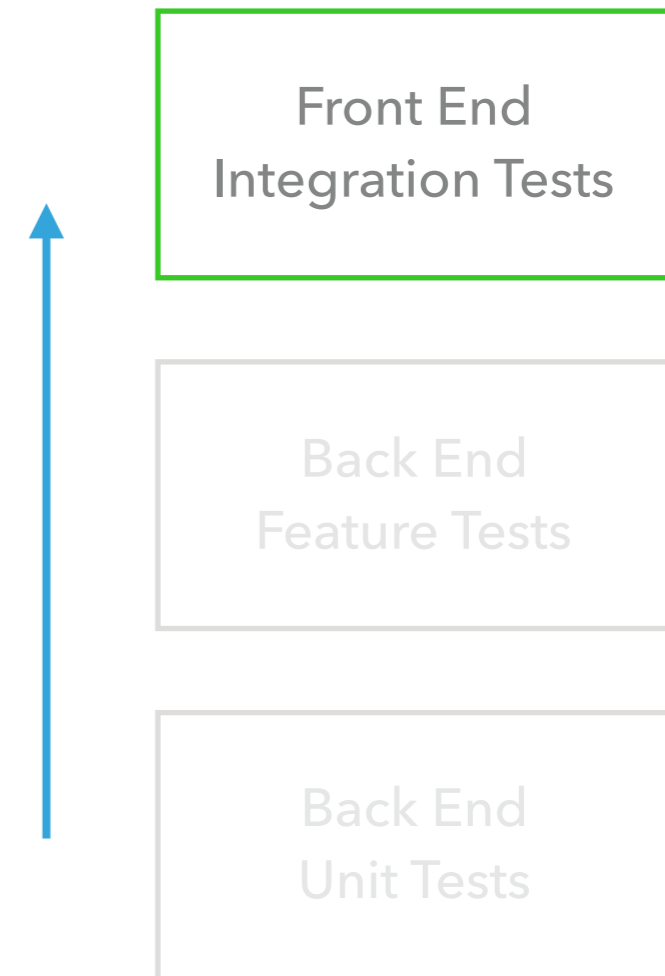 Front End
Integration Tests
Back End
Feature Tests
Back End
Unit Tests